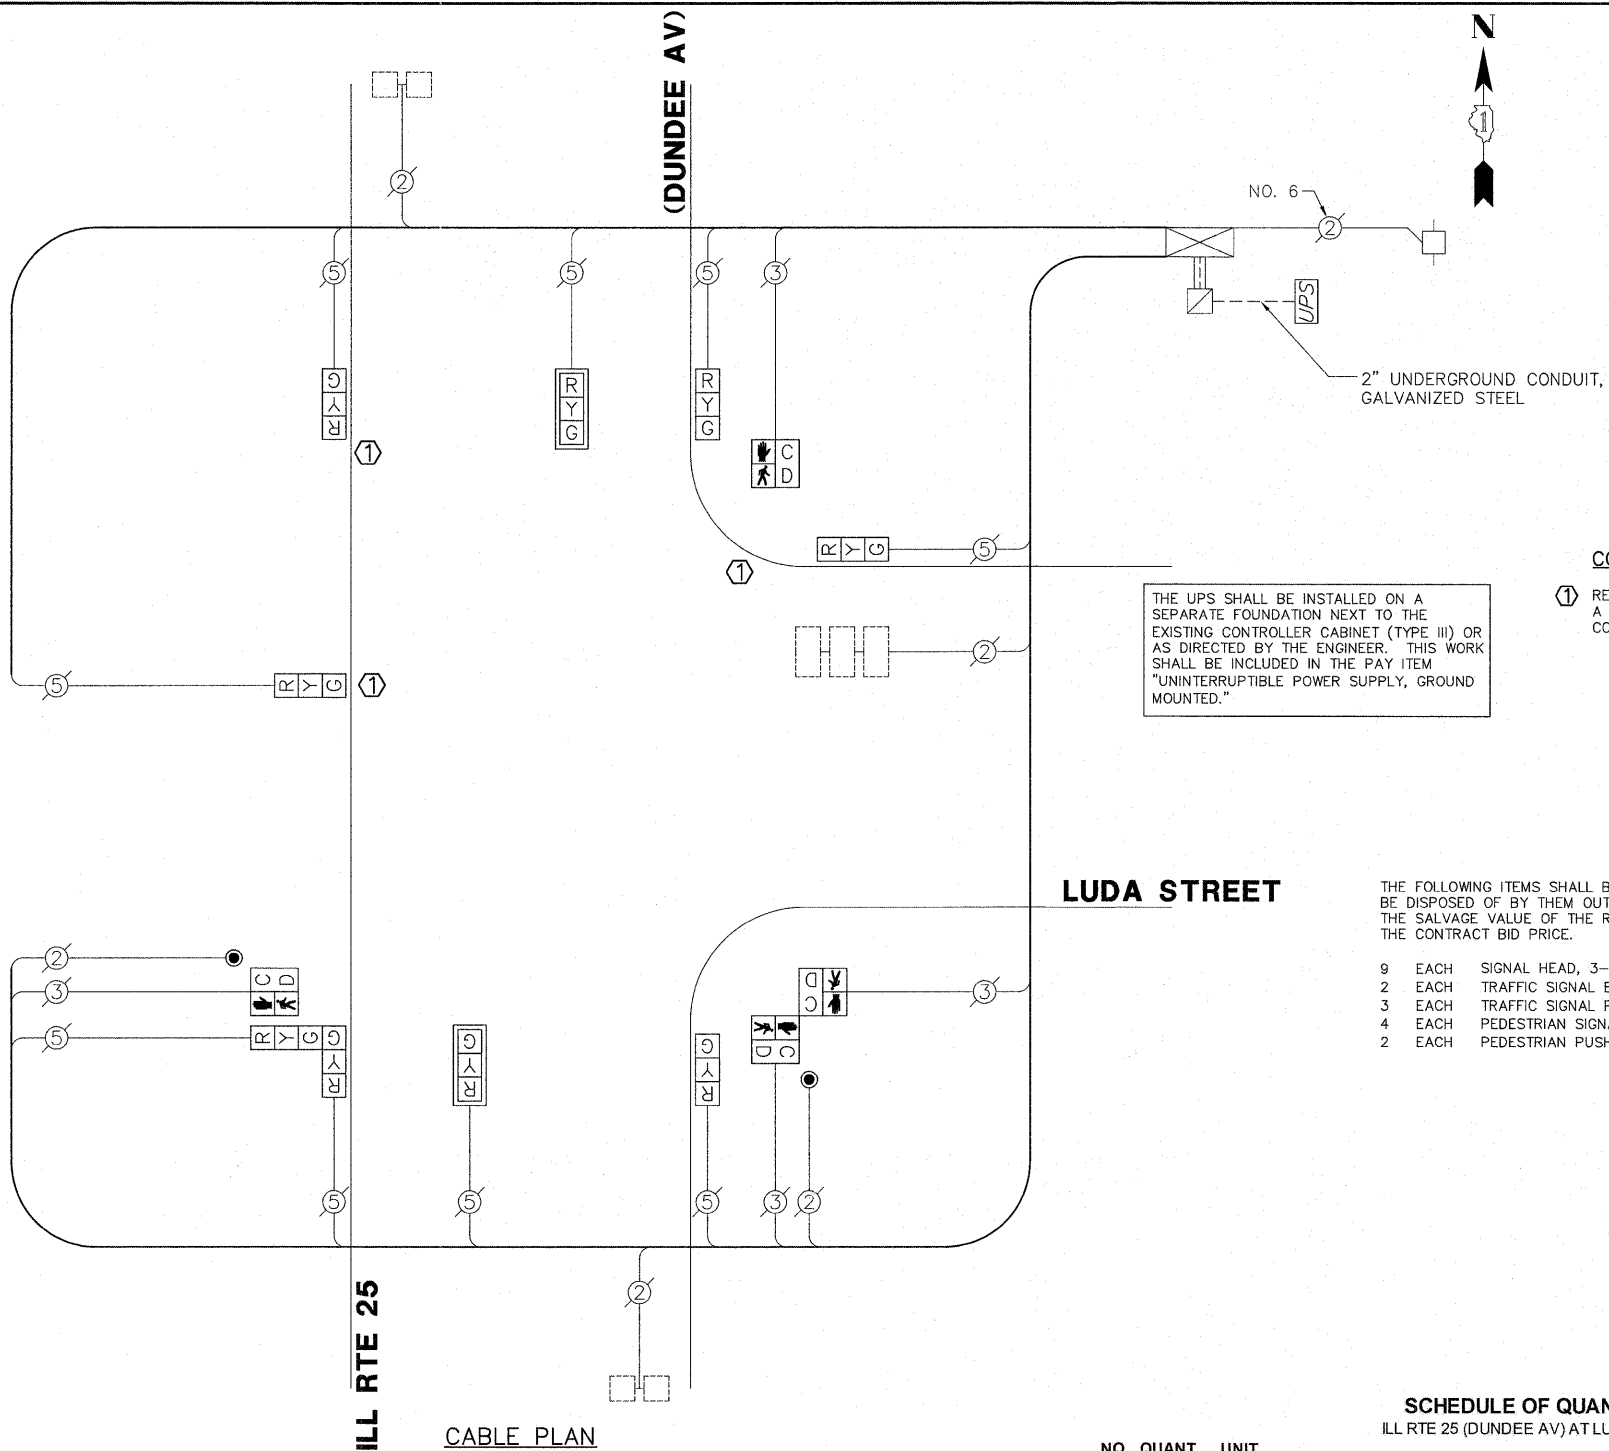 (DUNDEE AV)
N
1
2
NO. 6
2
5
5
5
3
UPS
2" UNDERGROUND CONDUIT,
GALVANIZED STEEL
G Y R
R Y G
R Y G
C
D
1
R Y G
5
1
THE UPS SHALL BE INSTALLED ON A
SEPARATE FOUNDATION NEXT TO THE
EXISTING CONTROLLER CABINET (TYPE III) OR
AS DIRECTED BY THE ENGINEER. THIS WORK
SHALL BE INCLUDED IN THE PAY ITEM
"UNINTERRUPTIBLE POWER SUPPLY, GROUND
MOUNTED."
CO
1 RE
A
CO
2
5
R Y G
1
LUDA STREET
THE FOLLOWING ITEMS SHALL B
BE DISPOSED OF BY THEM OUT
THE SALVAGE VALUE OF THE R
THE CONTRACT BID PRICE.
9 EACH SIGNAL HEAD, 3-
2 EACH TRAFFIC SIGNAL B
3 EACH TRAFFIC SIGNAL P
4 EACH PEDESTRIAN SIGNA
2 EACH PEDESTRIAN PUSH
2
3
C D
D C
3
5
R Y G
G Y R
G Y R
G Y R
D C
5
5
5
3
2
2
ILL RTE 25
CABLE PLAN
SCHEDULE OF QUAN
ILL RTE 25 (DUNDEE AV) AT LU
NO. QUANT. UNIT